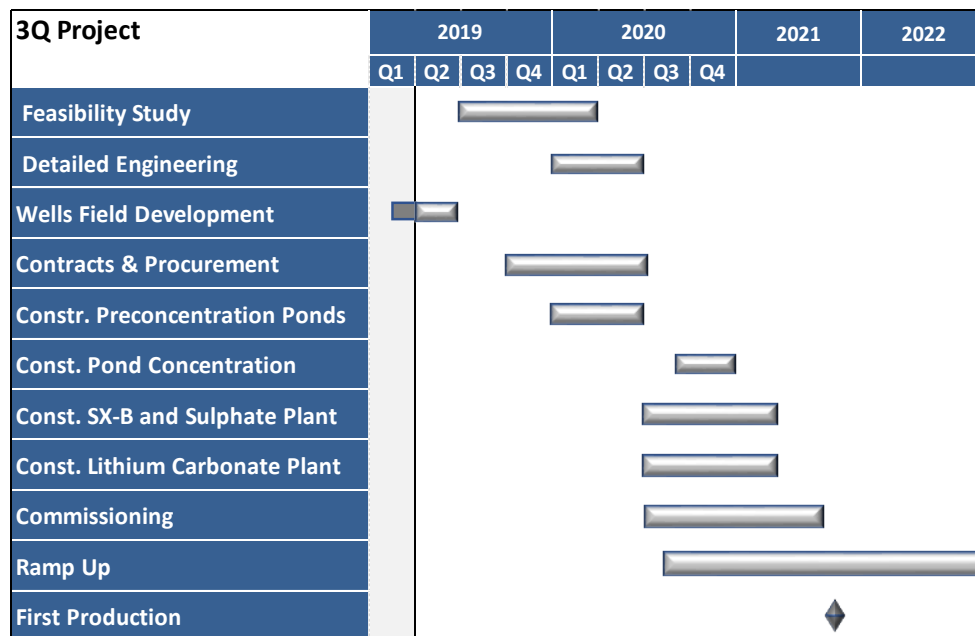 3Q Project
2019 2020 2021 2022
Q1 Q2 Q3 Q4 Q1 Q2 Q3 Q4
Feasibility Study
Detailed Engineering
Wells Field Development
Contracts & Procurement
Constr. Preconcentration Ponds
Const. Pond Concentration
Const. SX-B and Sulphate Plant
Const. Lithium Carbonate Plant
Commissioning
Ramp Up
First Production